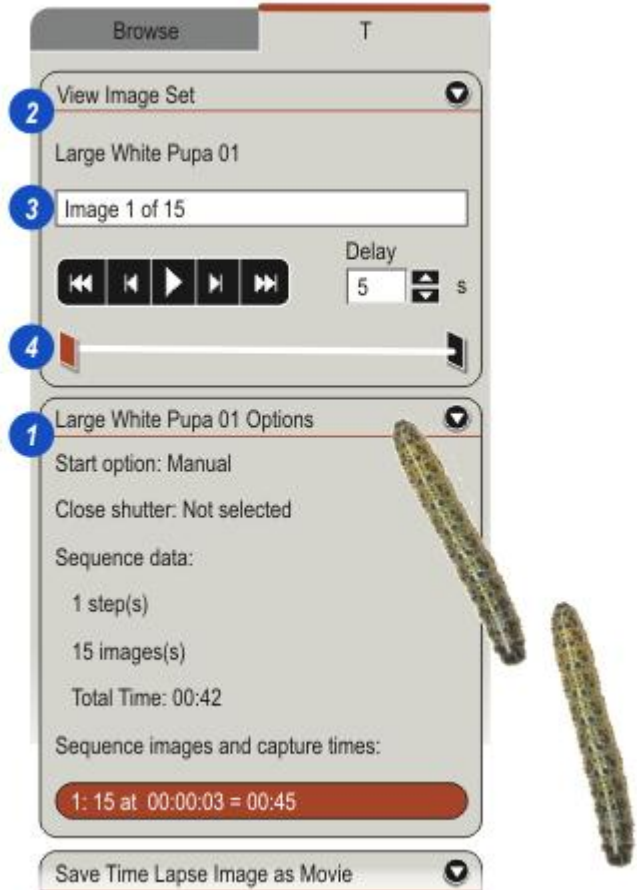 Browse T
2 View Image Set
Large White Pupa 01
3 Image 1 of 15
Delay
5 s
4
1 Large White Pupa 01 Options
Start option: Manual
Close shutter: Not selected
Sequence data:
1 step(s)
15 images(s)
Total Time: 00:42
Sequence images and capture times:
1: 15 at 00:00:03 = 00:45
Save Time Lapse Image as Movie